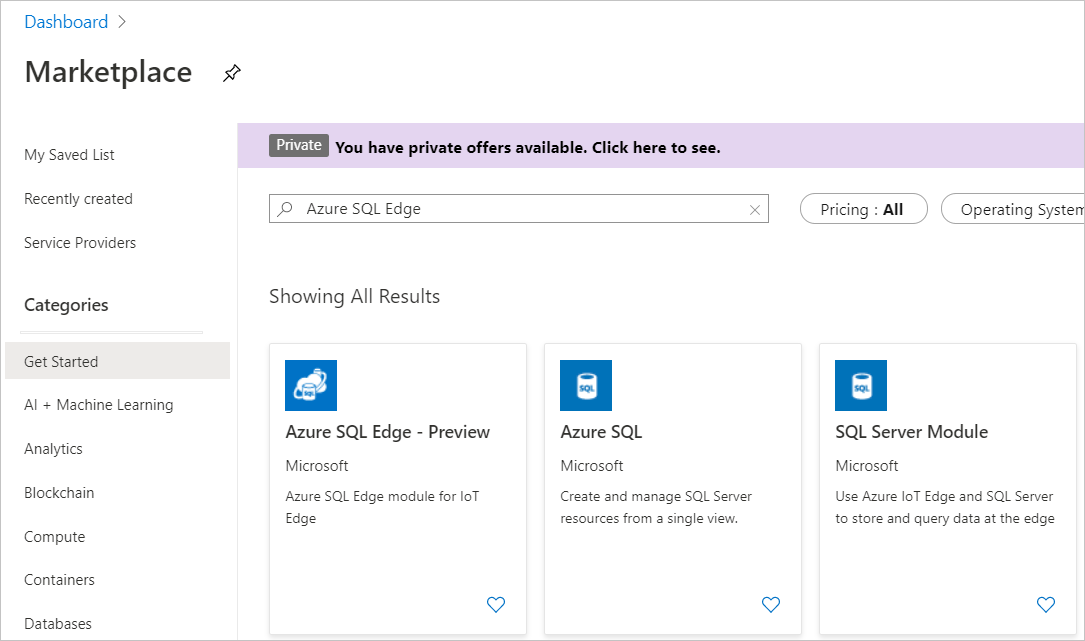 Dashboard
Marketplace
My Saved List
Recently created
Service Providers
Categories
Get Started
AI + Machine Learning
Analytics
Blockchain
Compute
Containers
Databases
Private You have private offers available. Click here to see.
Azure SQL Edge
Pricing : All
Operating System
Showing All Results
SQL
Azure SQL Edge - Preview
Microsoft
Azure SQL Edge module for IoT
Edge
SQL
Azure SQL
Microsoft
Create and manage SQL Server
resources from a single view.
SQL
SQL Server Module
Microsoft
Use Azure IoT Edge and SQL Server
to store and query data at the edge